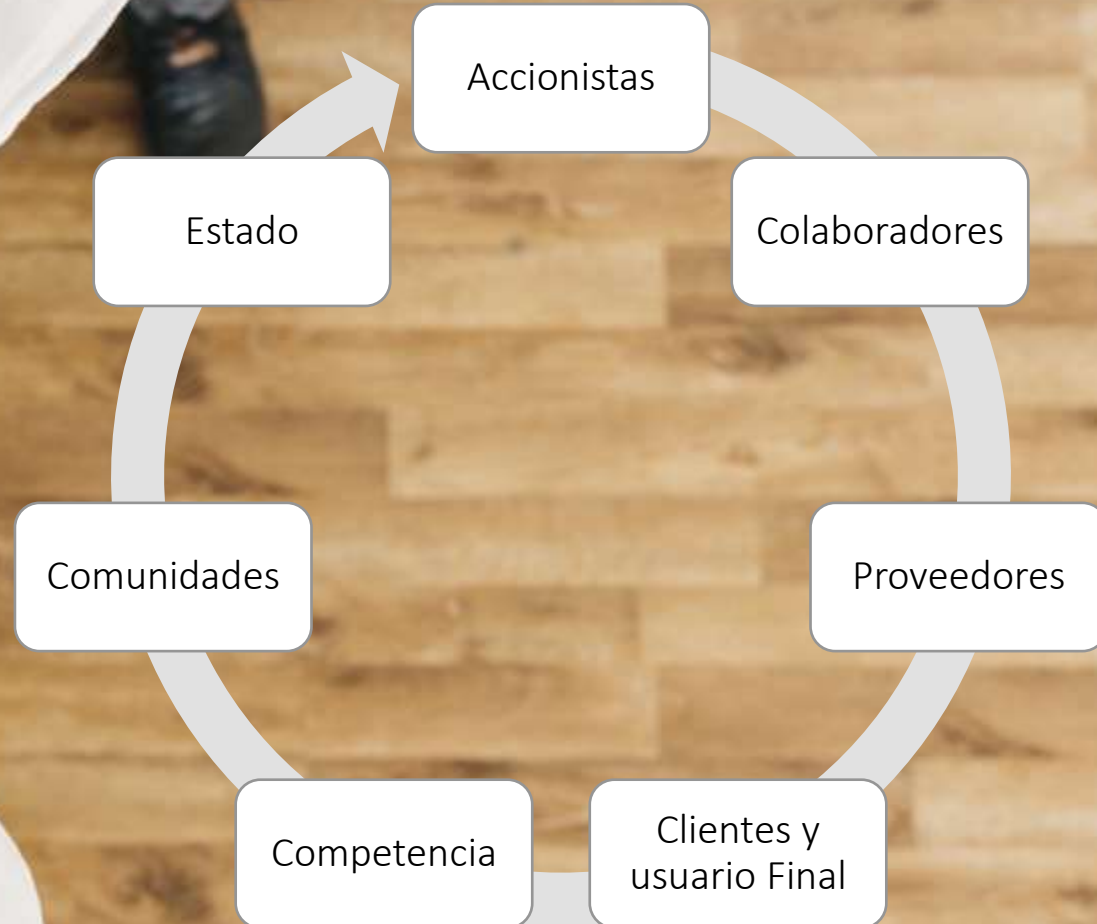 Accionistas
Colaboradores
Proveedores
Clientes y
usuario Final
Competencia
Comunidades
Estado